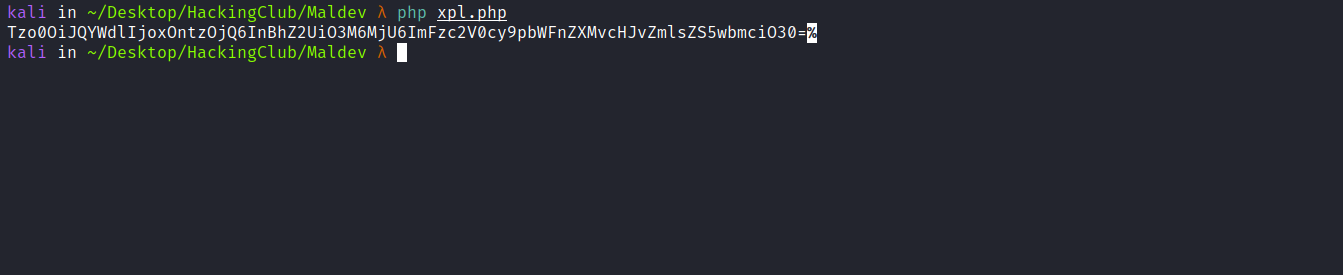 kali in ~/Desktop/HackingClub/Maldev λ php xpl.php
Tzo0OiJQYWdlIjoxOntzOjQ6InBhZ2UiO3M6MjU6ImFzc2V0cy9pbWFnZXMvcHJvZmlsZS5wbmciO30=%
kali in ~/Desktop/HackingClub/Maldev λ